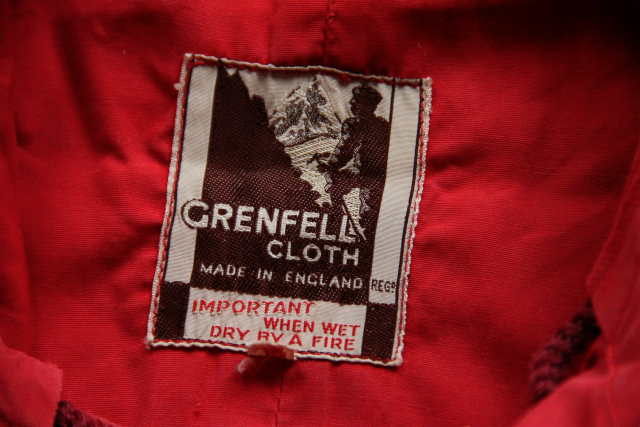 GRENFELL
CLOTH
MADE IN ENGLAND
REGD
IMPORTANT
WHEN WET
DRY BY A FIRE